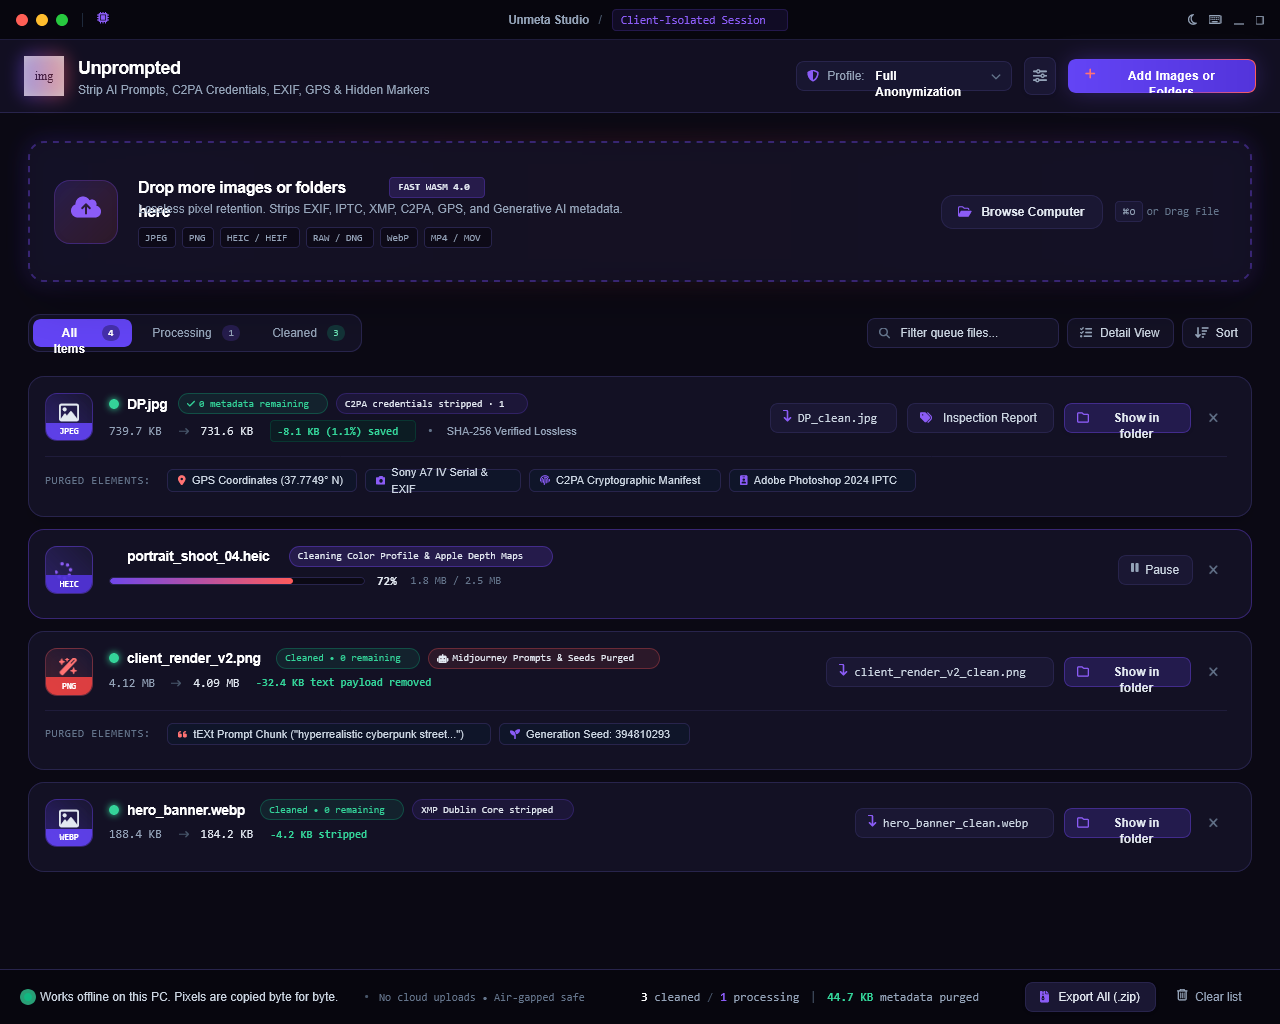 Unmeta Studio / Client-Isolated Session
img
Unprompted
Strip AI Prompts, C2PA Credentials, EXIF, GPS & Hidden Markers
Profile: Full Anonymization
Add Images or Folders
Drop more images or folders here
FAST WASM 4.0
Lossless pixel retention. Strips EXIF, IPTC, XMP, C2PA, GPS, and Generative AI metadata.
JPEG PNG HEIC / HEIF RAW / DNG WebP MP4 / MOV
Browse Computer
⌘O or Drag File
All Items 4
Processing 1
Cleaned 3
Filter queue files...
Detail View
Sort
JPEG
DP.jpg
0 metadata remaining
C2PA credentials stripped · 1
739.7 KB → 731.6 KB -8.1 KB (1.1%) saved • SHA-256 Verified Lossless
DP_clean.jpg
Inspection Report
Show in folder
PURGED ELEMENTS:
GPS Coordinates (37.7749° N)
Sony A7 IV Serial & EXIF
C2PA Cryptographic Manifest
Adobe Photoshop 2024 IPTC
HEIC
portrait_shoot_04.heic
Cleaning Color Profile & Apple Depth Maps
72% 1.8 MB / 2.5 MB
Pause
PNG
client_render_v2.png
Cleaned • 0 remaining
Midjourney Prompts & Seeds Purged
4.12 MB → 4.09 MB -32.4 KB text payload removed
client_render_v2_clean.png
Show in folder
PURGED ELEMENTS:
tEXt Prompt Chunk ("hyperrealistic cyberpunk street...")
Generation Seed: 394810293
WEBP
hero_banner.webp
Cleaned • 0 remaining
XMP Dublin Core stripped
188.4 KB → 184.2 KB -4.2 KB stripped
hero_banner_clean.webp
Show in folder
Works offline on this PC. Pixels are copied byte for byte.
• No cloud uploads • Air-gapped safe
3 cleaned / 1 processing | 44.7 KB metadata purged
Export All (.zip)
Clear list